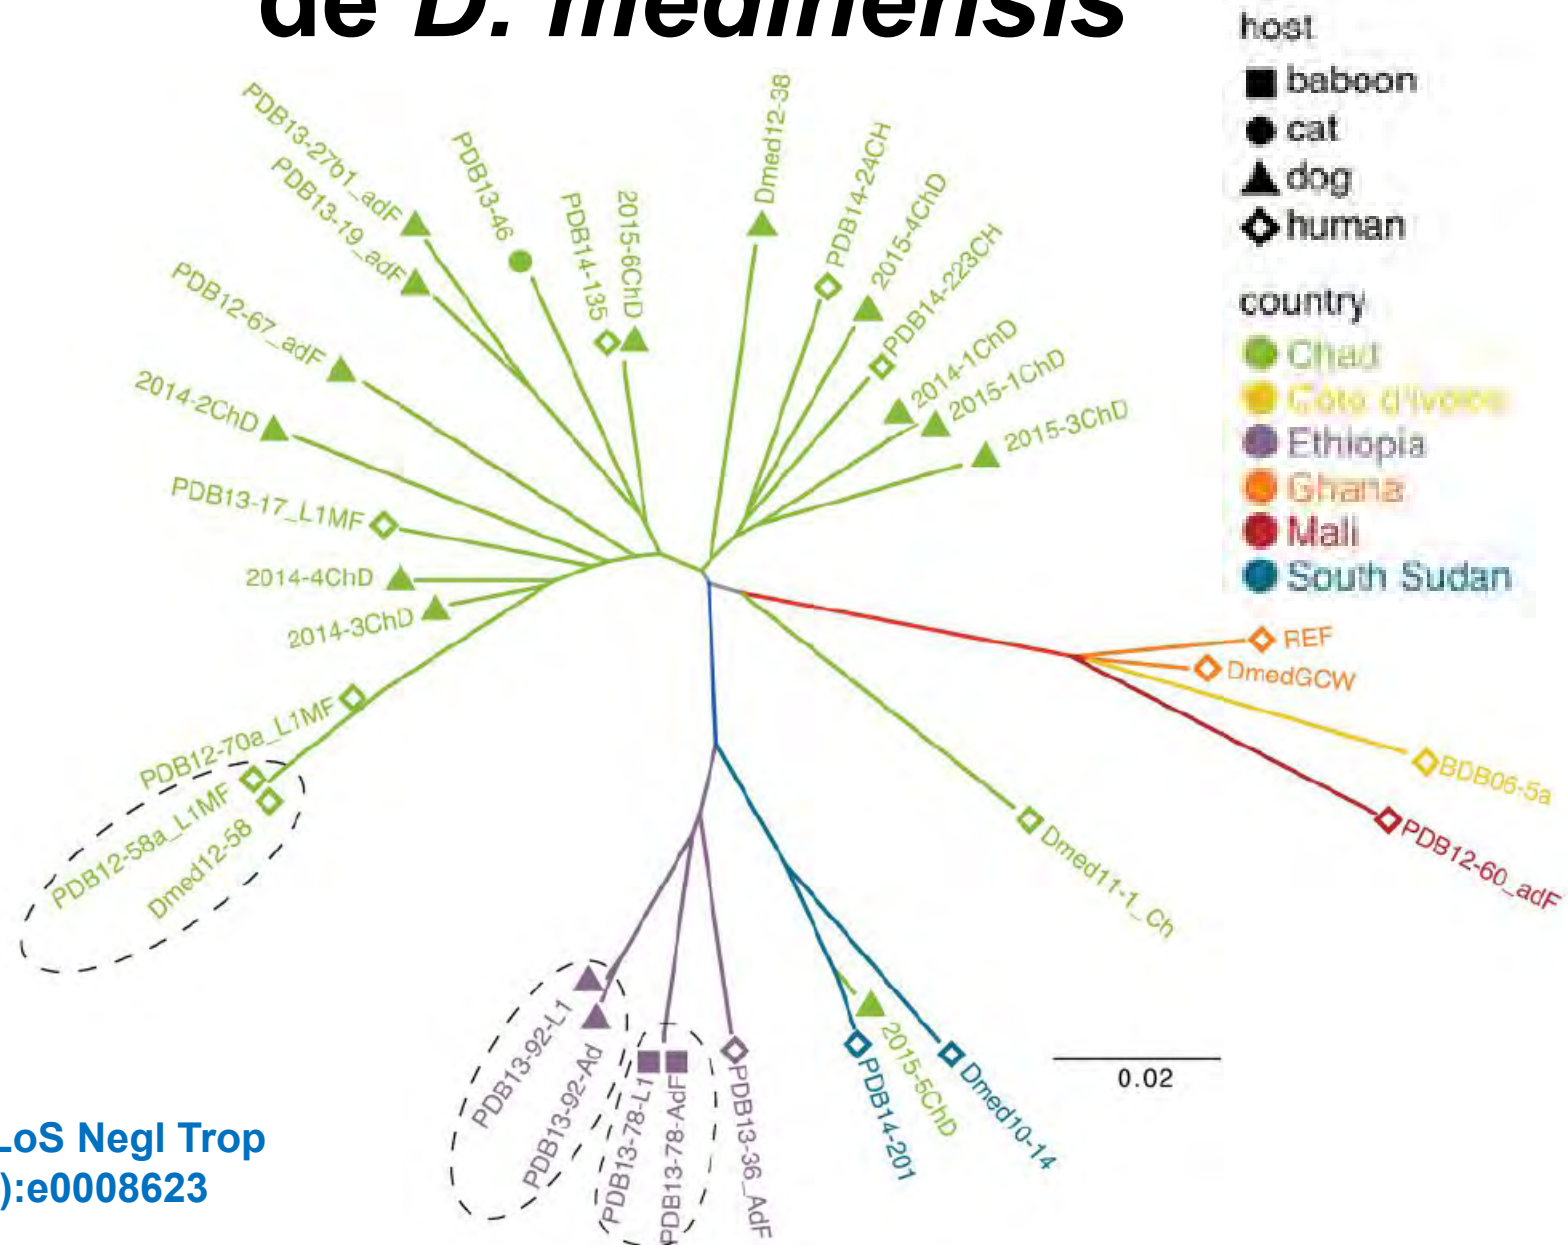 de D. medinensis
host
baboon
cat
dog
human
country
Chad
Côte d'Ivoire
Ethiopia
Ghana
Mali
South Sudan
PDB13-27b1_adF
PDB13-19_adF
PDB13-46
PDB14-135
2015-6ChD
Dmed12-38
PDB14-24CH
2015-4ChD
PDB14-223CH
2014-1ChD
2015-1ChD
2015-3ChD
PDB12-67_adF
2014-2ChD
PDB13-17_L1MF
2014-4ChD
2014-3ChD
PDB12-70a_L1MF
PDB12-58a_L1MF
Dmed12-58
REF
DmedGCW
BDB06-5a
PDB12-60_adF
Dmed11-1_Ch
PDB13-92-L1
PDB13-92-Ad
PDB13-78-L1
PDB13-78-AdF
PDB13-36_AdF
PDB14-201
2015-5ChD
Dmed10-14
0.02
LoS Negl Trop
):e0008623